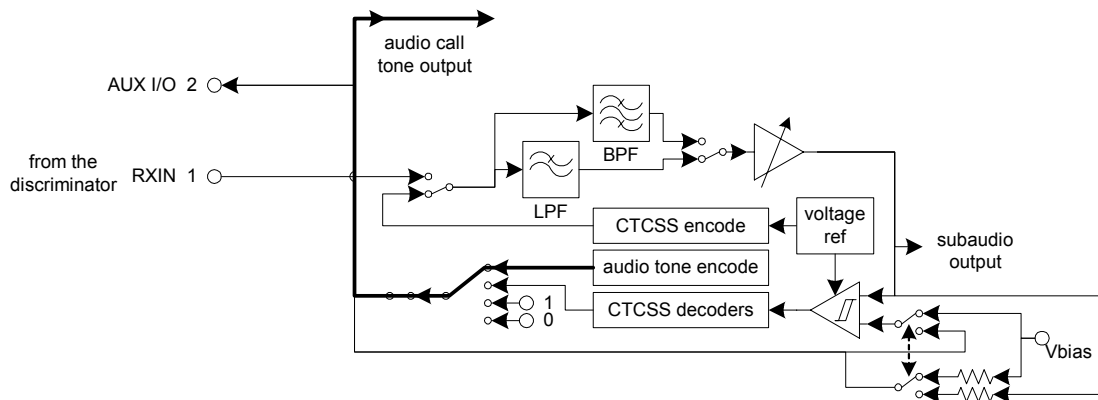 audio call
tone output
AUX I/O 2
from the
discriminator
RXIN 1
BPF
LPF
CTCSS encode
voltage
ref
subaudio
output
audio tone encode
CTCSS decoders
1
0
Vbias